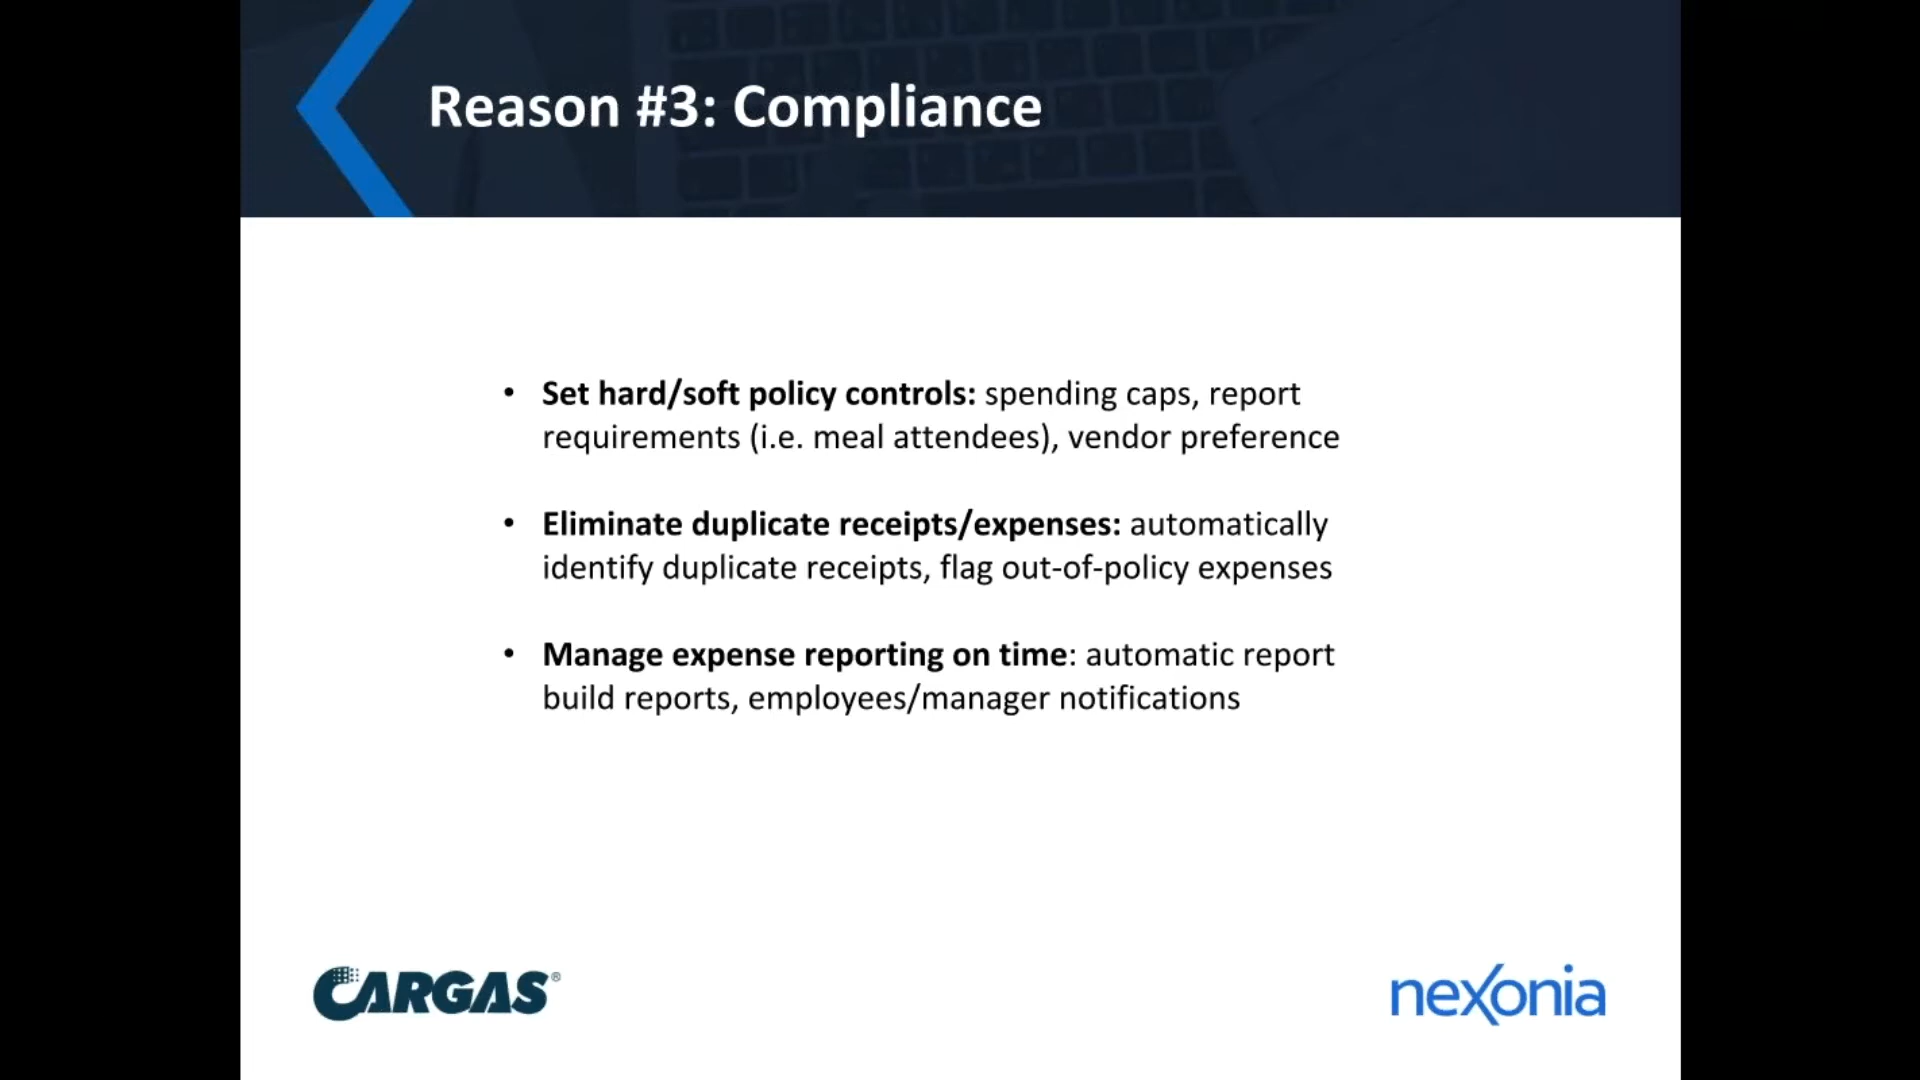 Reason #3: Compliance
• Set hard/soft policy controls: spending caps, report
requirements (i.e. meal attendees), vendor preference
• Eliminate duplicate receipts/expenses: automatically
identify duplicate receipts, flag out-of-policy expenses
• Manage expense reporting on time: automatic report
build reports, employees/manager notifications
CARGAS®
nexonia